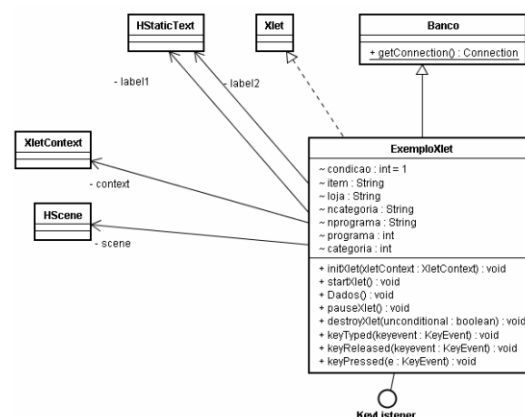 HStaticText
Xlet
Banco
+ getConnection() : Connection
- label1
- label2
XletContext
- context
HScene
- scene
ExemploXlet
~ condicao : int = 1
~ item : String
~ loja : String
~ ncategoria : String
~ nprograma : String
~ programa : int
~ categoria : int
+ initXlet(xletContext : XletContext) : void
+ startXlet() : void
+ Dados() : void
+ pauseXlet() : void
+ destroyXlet(unconditional : boolean) : void
+ keyTyped(keyevent : KeyEvent) : void
+ keyReleased(keyevent : KeyEvent) : void
+ keyPressed(e : KeyEvent) : void
KeyListener